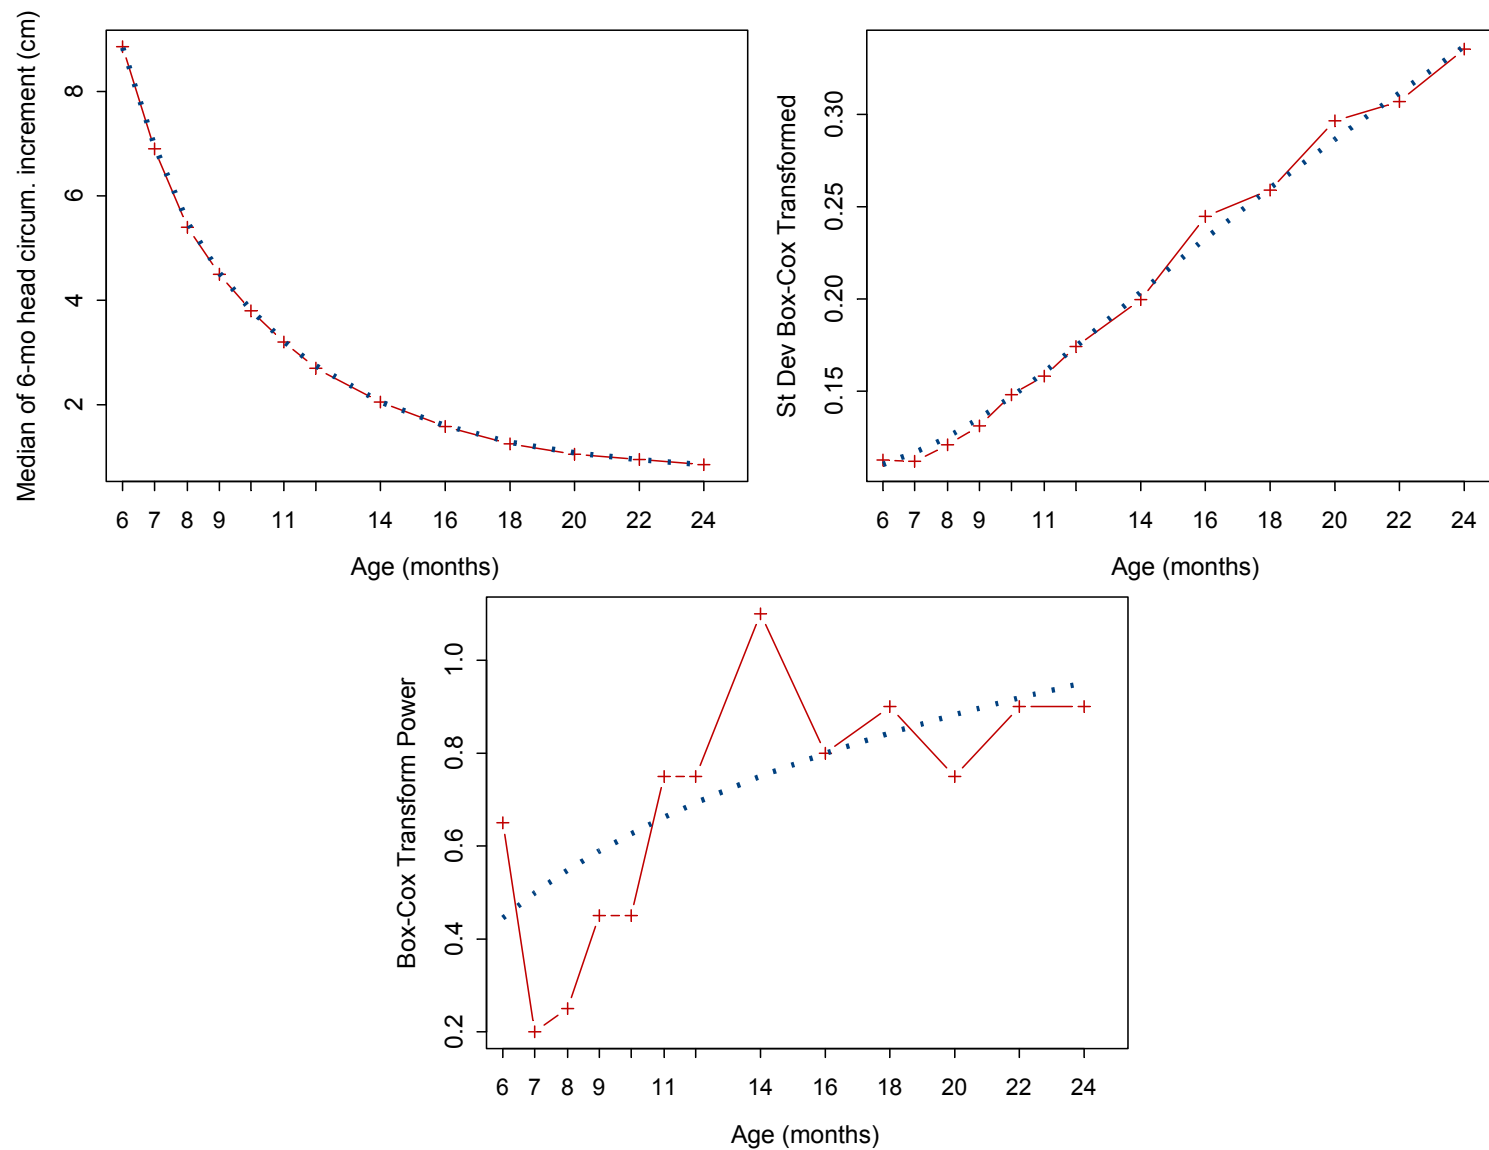 Median of 6-mo head circum. increment (cm)
8
6
4
2
6 7 8 9 11 14 16 18 20 22 24
Age (months)
St Dev Box-Cox Transformed
0.30
0.25
0.20
0.15
6 7 8 9 11 14 16 18 20 22 24
Age (months)
Box-Cox Transform Power
1.0
0.8
0.6
0.4
0.2
6 7 8 9 11 14 16 18 20 22 24
Age (months)